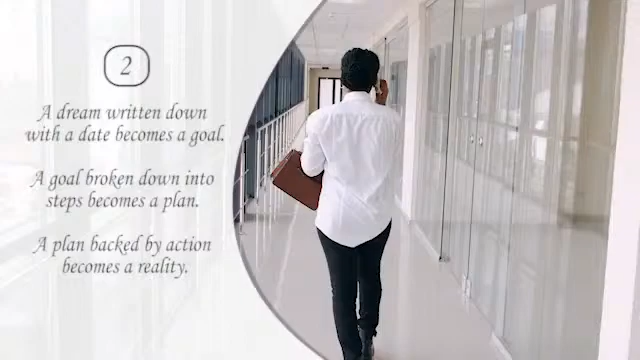 2
A dream written down
with a date becomes a goal.
A goal broken down into
steps becomes a plan.
A plan backed by action
becomes a reality.